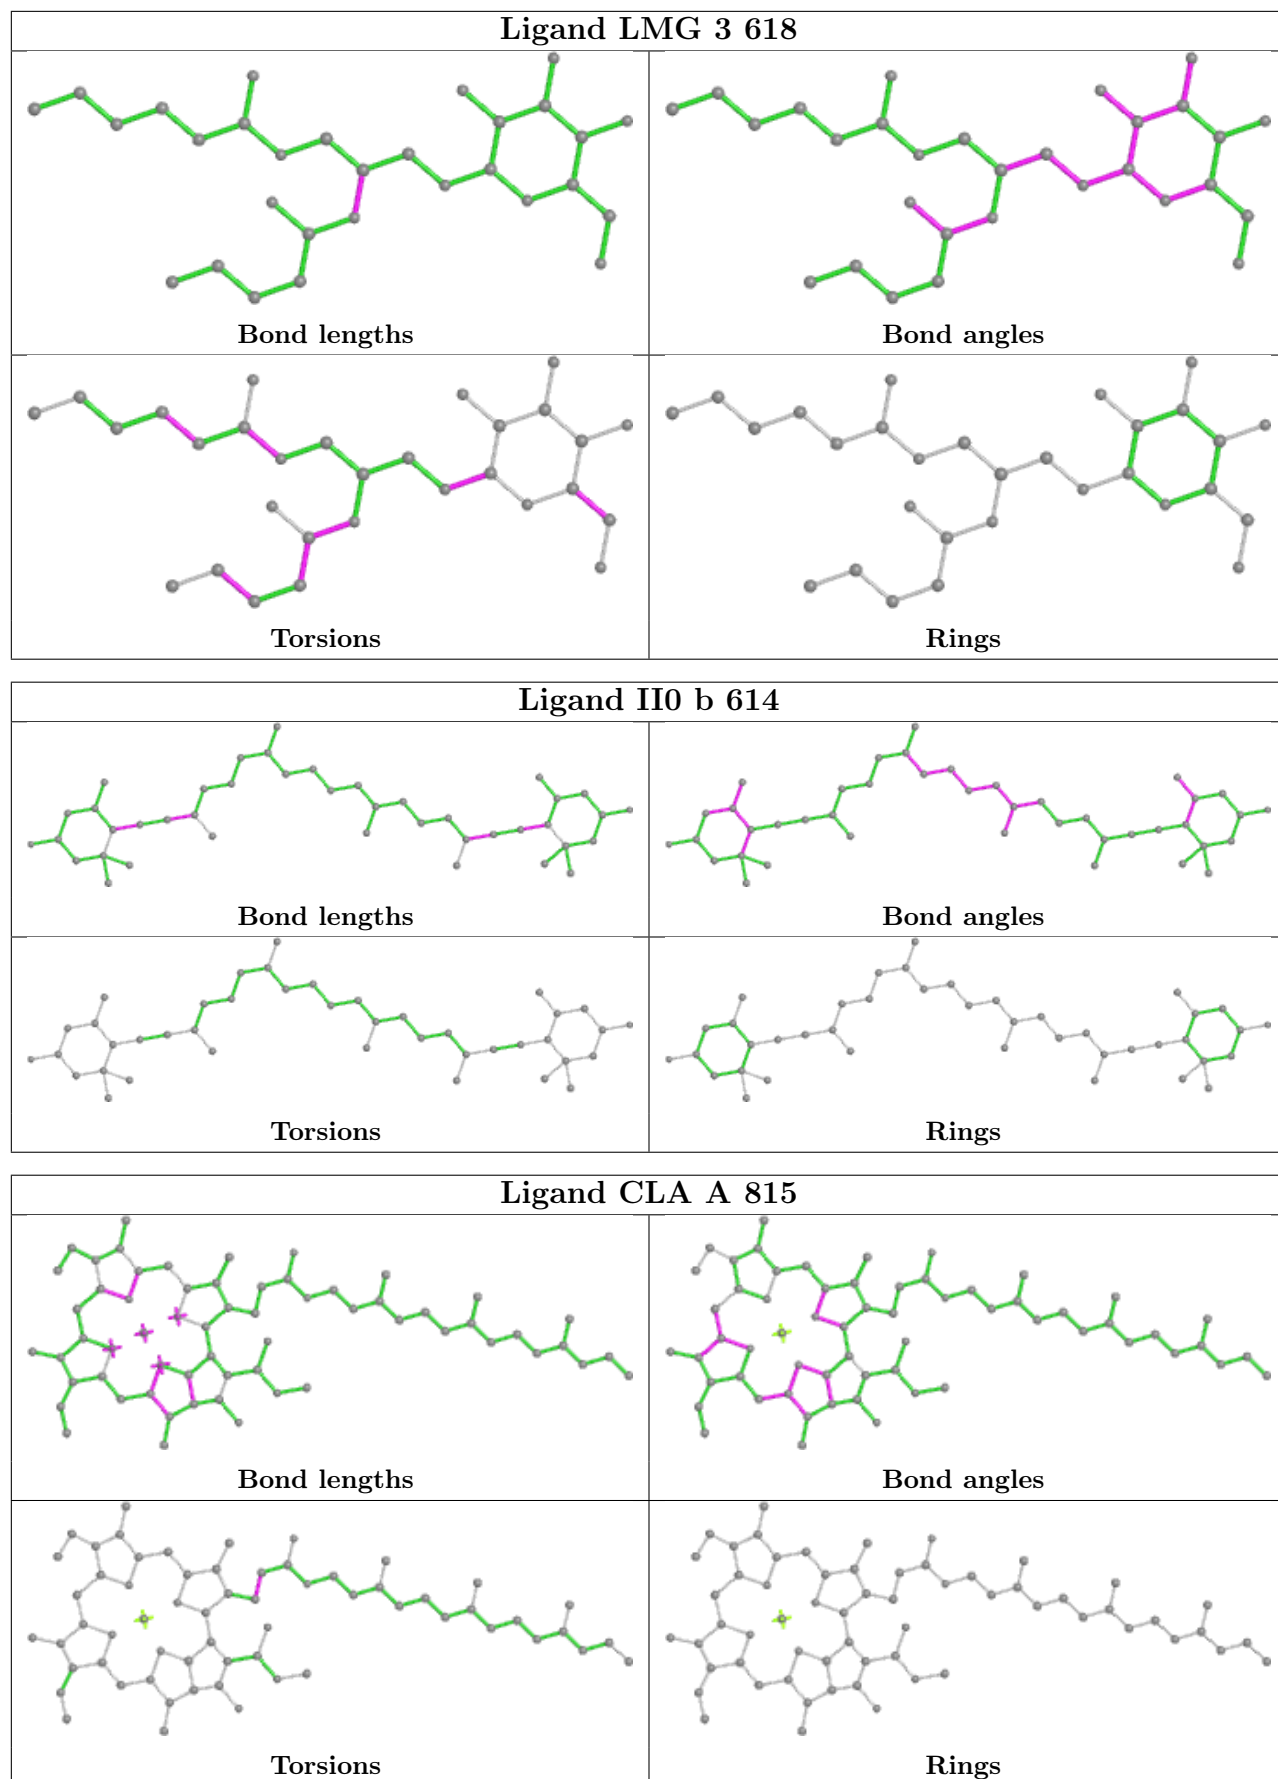 Ligand LMG 3 618
Bond lengths
Bond angles
Torsions
Rings
Ligand II0 b 614
Bond lengths
Bond angles
Torsions
Rings
Ligand CLA A 815
Bond lengths
Bond angles
Torsions
Rings